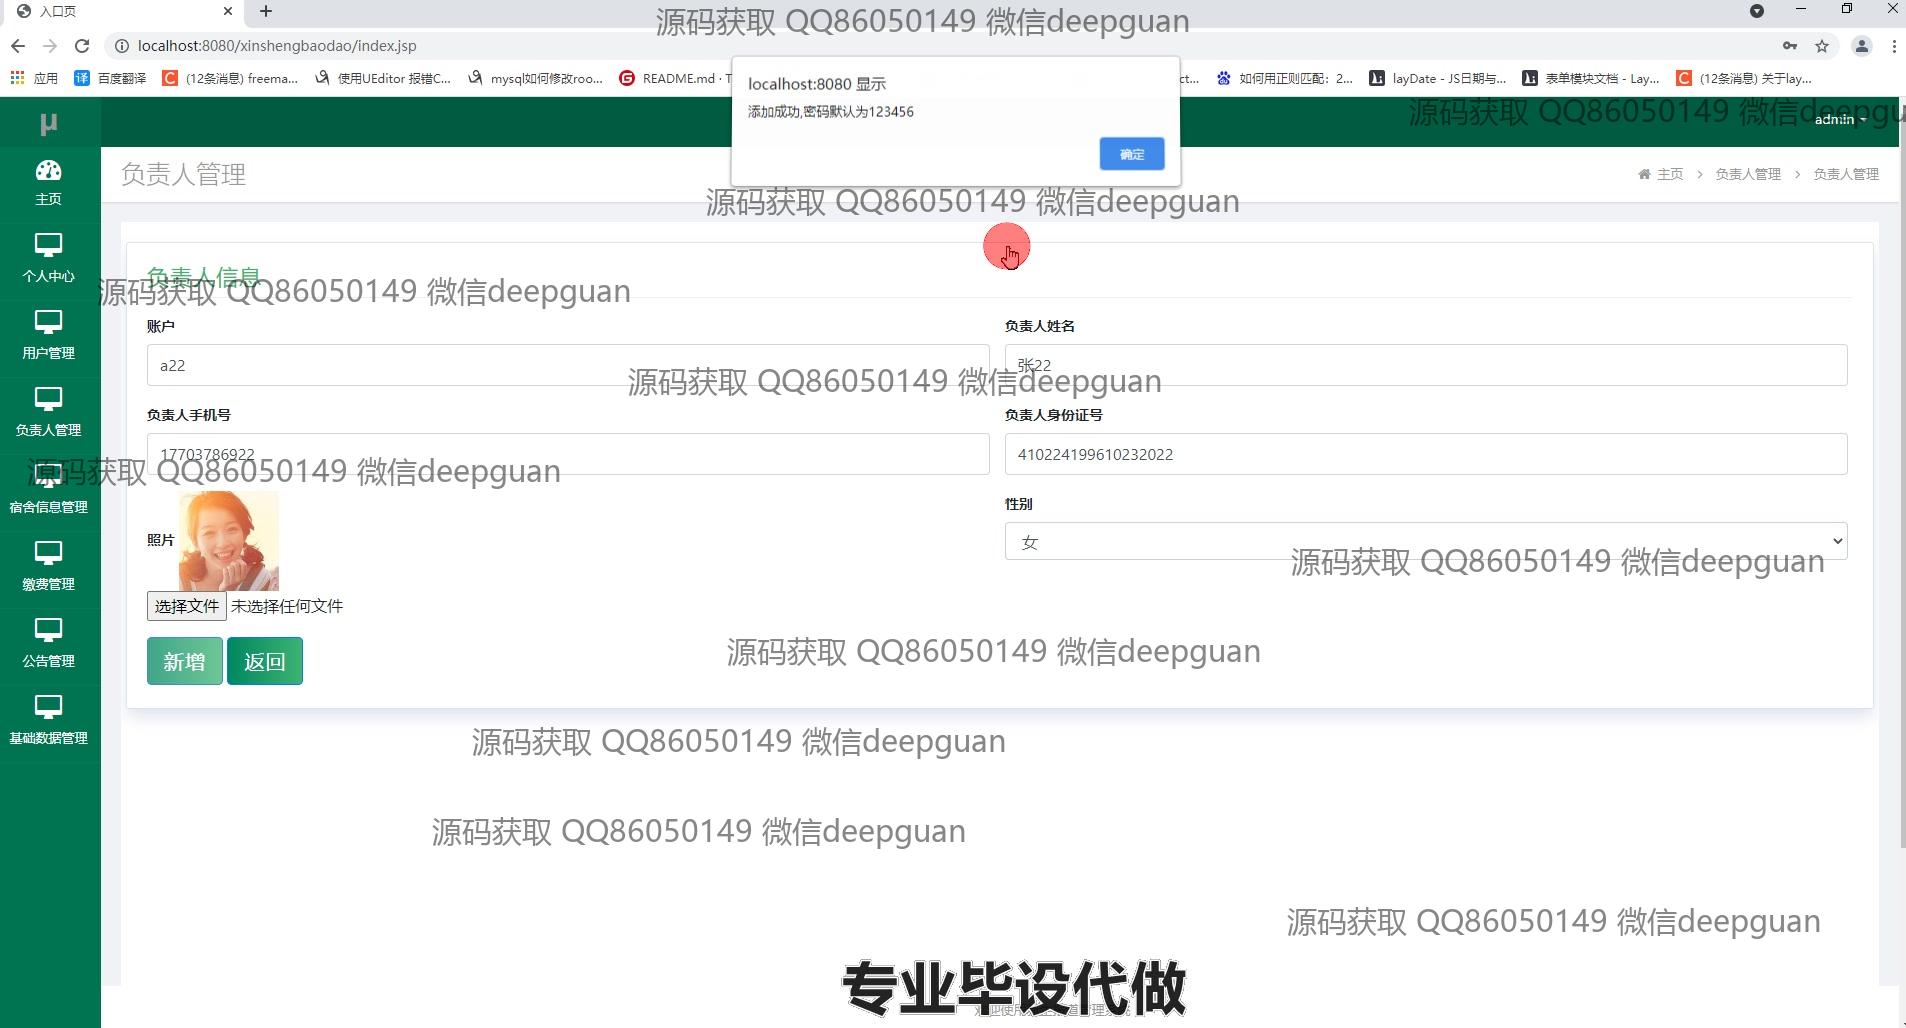 入口页
源码获取 QQ86050149 微信deepguan
localhost:8080/xinshengbaodao/index.jsp
应用
百度翻译
(12条消息) freema...
使用UEditor 报错C...
mysql如何修改roo...
README.md · T
ct...
如何用正则匹配：2...
layDate - JS日期与...
表单模块文档 - Lay...
(12条消息) 关于lay...
localhost:8080 显示
添加成功,密码默认为123456
确定
μ
源码获取 QQ86050149 微信deepgu
admin
主页
个人中心
用户管理
负责人管理
宿舍信息管理
缴费管理
公告管理
基础数据管理
负责人管理
主页 > 负责人管理 > 负责人管理
源码获取 QQ86050149 微信deepguan
负责人信息
源码获取 QQ86050149 微信deepguan
账户
a22
负责人姓名
张22
源码获取 QQ86050149 微信deepguan
负责人手机号
17703786922
负责人身份证号
410224199610232022
源码获取 QQ86050149 微信deepguan
照片
选择文件 未选择任何文件
性别
女
源码获取 QQ86050149 微信deepguan
新增
返回
源码获取 QQ86050149 微信deepguan
源码获取 QQ86050149 微信deepguan
源码获取 QQ86050149 微信deepguan
源码获取 QQ86050149 微信deepguan
专业毕设代做